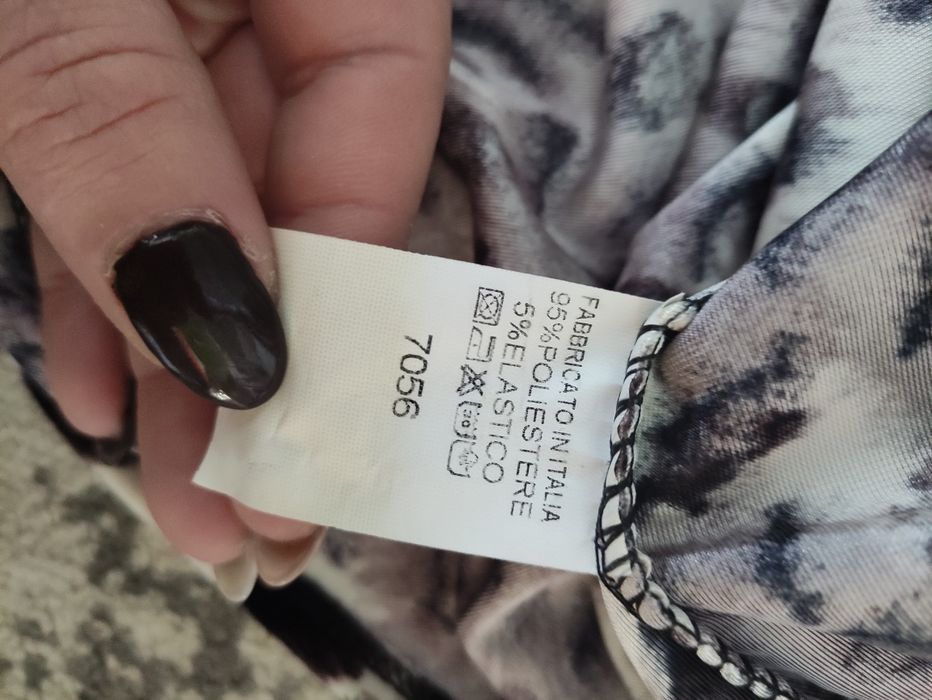 FABBRICATO IN ITALIA
95%POLIESTERE
5%ELASTICO
7056